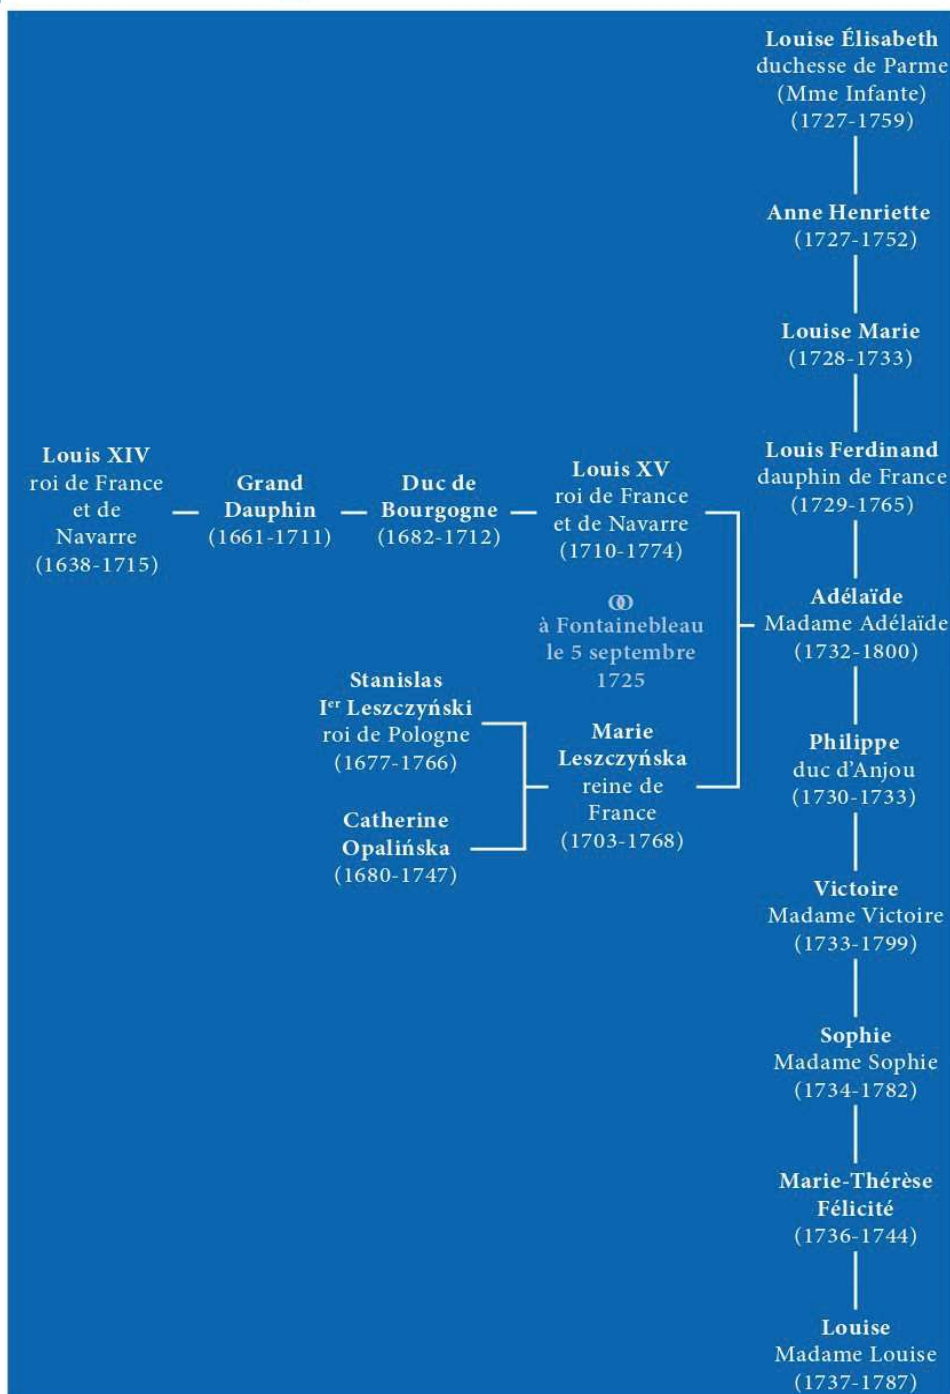 Louis XIV
roi de France
et de
Navarre
(1638-1715)
Grand
Dauphin
(1661-1711)
Duc de
Bourgogne
(1682-1712)
Louis XV
roi de France
et de Navarre
(1710-1774)
à Fontainebleau
le 5 septembre
1725
Stanislas
Iᵉʳ Leszczyński
roi de Pologne
(1677-1766)
Catherine
Opalińska
(1680-1747)
Marie
Leszczyńska
reine de
France
(1703-1768)
Louise Élisabeth
duchesse de Parme
(Mme Infante)
(1727-1759)
Anne Henriette
(1727-1752)
Louise Marie
(1728-1733)
Louis Ferdinand
dauphin de France
(1729-1765)
Adélaïde
Madame Adélaïde
(1732-1800)
Philippe
duc d'Anjou
(1730-1733)
Victoire
Madame Victoire
(1733-1799)
Sophie
Madame Sophie
(1734-1782)
Marie-Thérèse
Félicité
(1736-1744)
Louise
Madame Louise
(1737-1787)